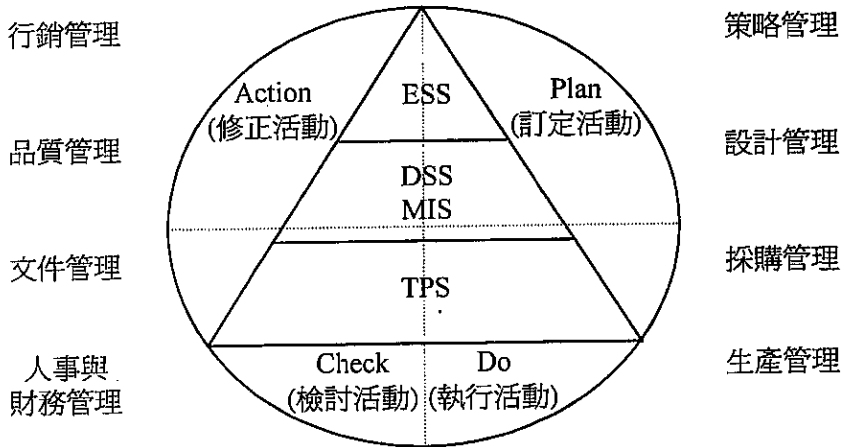 行銷管理
策略管理
Action
(修正活動)
ESS
Plan
(訂定活動)
品質管理
設計管理
DSS
MIS
文件管理
採購管理
TPS
人事與
財務管理
Check
(檢討活動)
Do
(執行活動)
生產管理